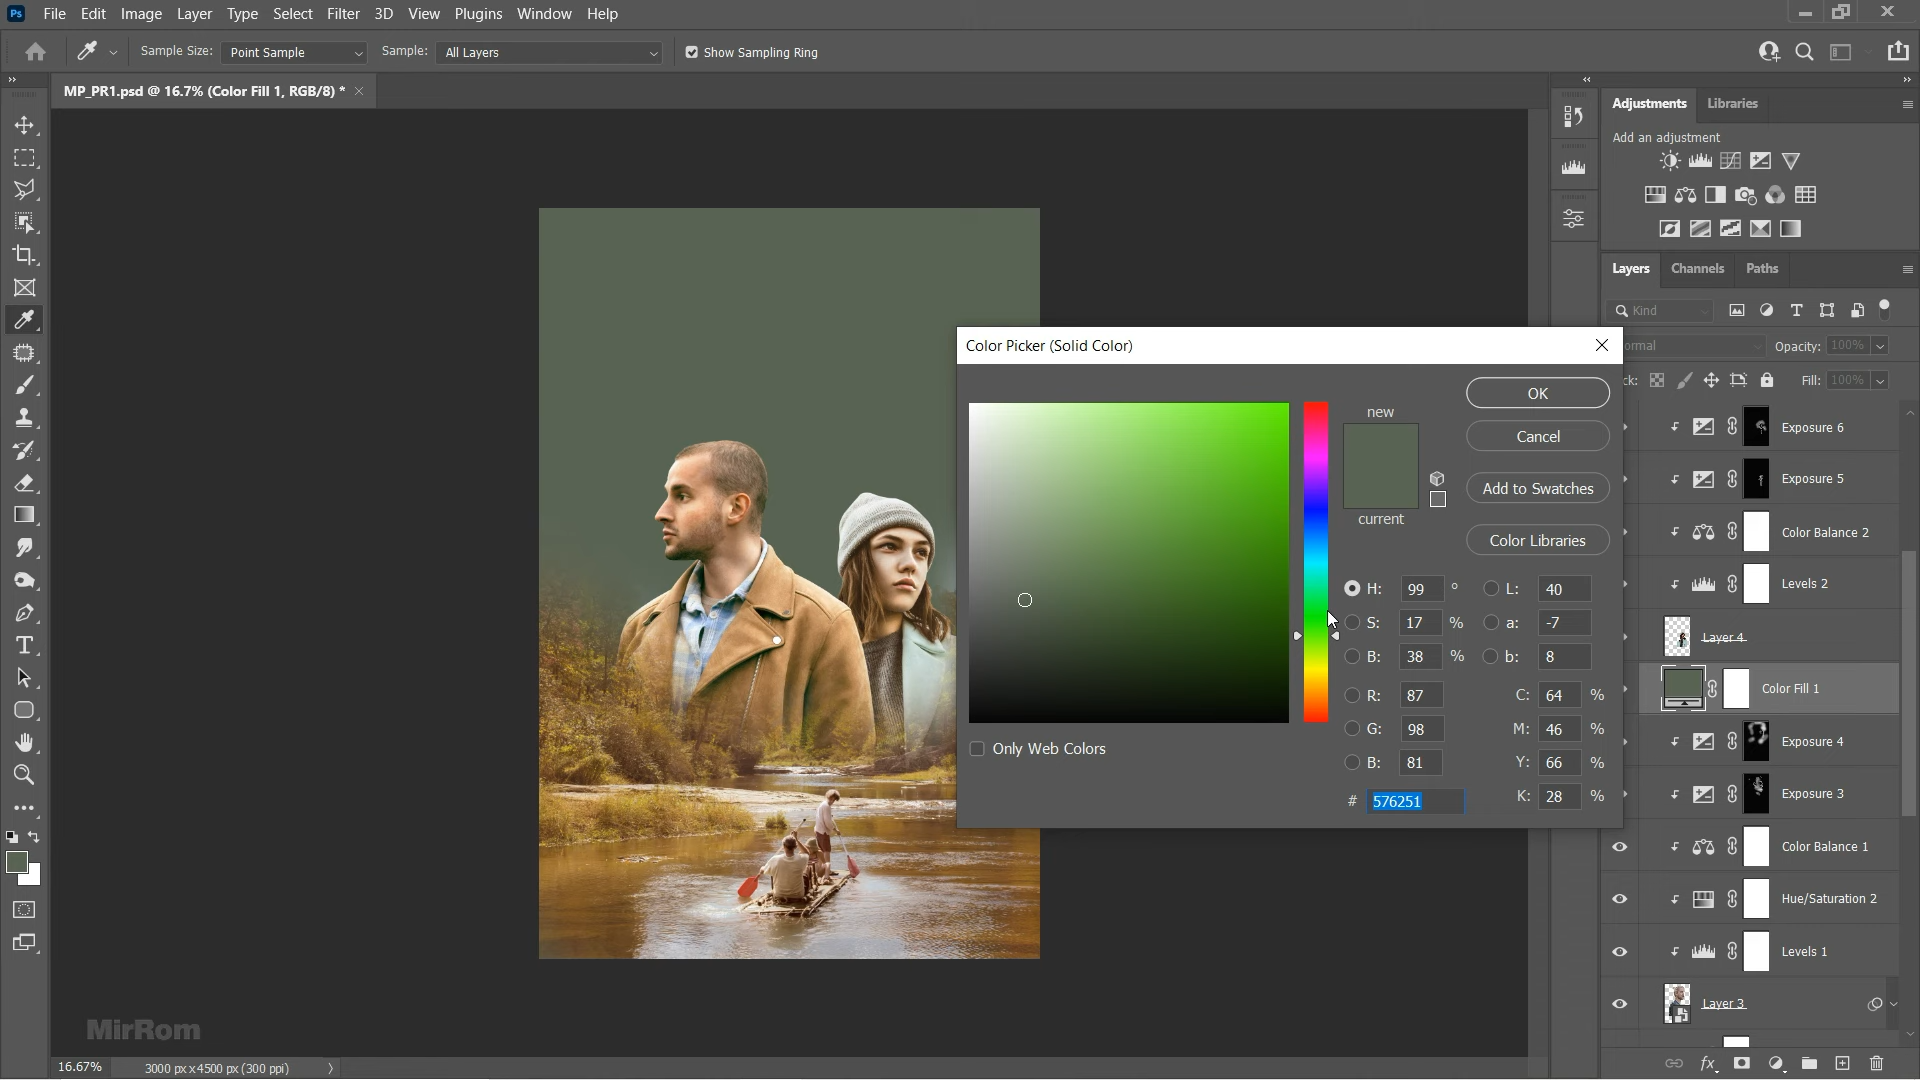 Ps File Edit Image Layer Type Select Filter 3D View Plugins Window Help
Sample Size: Point Sample Sample: All Layers Show Sampling Ring
MP_PR1.psd @ 16.7% (Color Fill 1, RGB/8) *
Adjustments Libraries
Add an adjustment
Layers Channels Paths
Kind
ormal Opacity: 100%
ck: Fill: 100%
Color Picker (Solid Color)
new
current
OK
Cancel
Add to Swatches
Color Libraries
H: 99 ° L: 40
S: 17 % a: -7
B: 38 % b: 8
R: 87 C: 64 %
G: 98 M: 46 %
B: 81 Y: 66 %
# 576251 K: 28 %
Only Web Colors
Exposure 6
Exposure 5
Color Balance 2
Levels 2
Layer 4
Color Fill 1
Exposure 4
Exposure 3
Color Balance 1
Hue/Saturation 2
Levels 1
Layer 3
fx
MirRom
16.67% 3000 px x 4500 px (300 ppi)